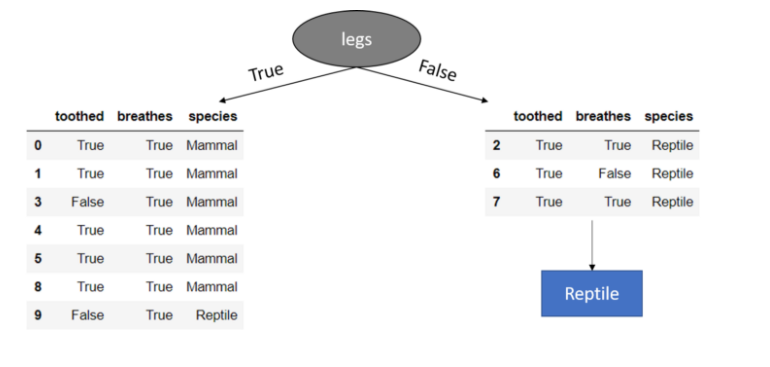 legs
True
False
toothed breathes species
0 True True Mammal
1 True True Mammal
3 False True Mammal
4 True True Mammal
5 True True Mammal
8 True True Mammal
9 False True Reptile
toothed breathes species
2 True True Reptile
6 True False Reptile
7 True True Reptile
Reptile